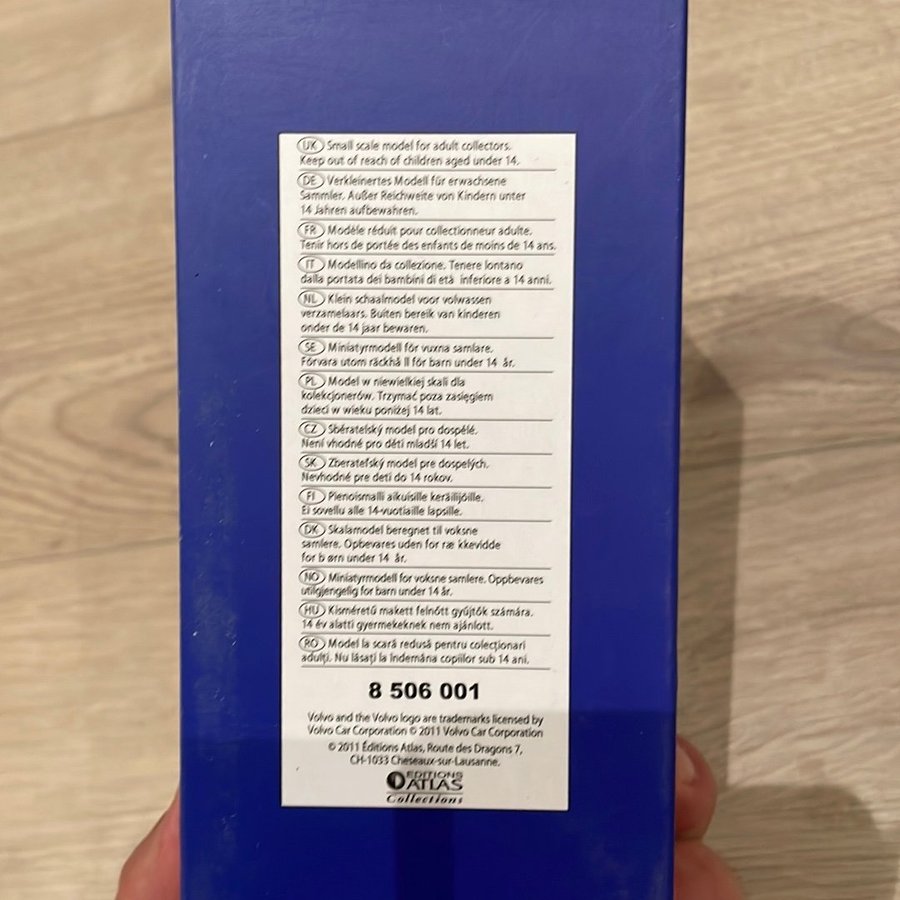 UK Small scale model for adult collectors.
Keep out of reach of children aged under 14.
DE Verkleinertes Modell für erwachsene
Sammler. Außer Reichweite von Kindern unter
14 Jahren aufbewahren.
FR Modèle réduit pour collectionneur adulte.
Tenir hors de portée des enfants de moins de 14 ans.
IT Modellino da collezione. Tenere lontano
dalla portata dei bambini di età inferiore a 14 anni.
NL Klein schaalmodel voor volwassen
verzamelaars. Buiten bereik van kinderen
onder de 14 jaar bewaren.
SE Miniatyrmodell för vuxna samlare.
Förvara utom räckhå ll för barn under 14 år.
PL Model w niewielkiej skali dla
kolekcjonerów. Trzymać poza zasięgiem
dzieci w wieku poniżej 14 lat.
CZ Sběratelský model pro dospělé.
Není vhodné pro děti mladší 14 let.
SK Zberateľský model pre dospelých.
Nevhodné pre deti do 14 rokov.
FI Pienoismalli aikuisille keräilijöille.
Ei sovellu alle 14-vuotiaille lapsille.
DK Skalamodel beregnet til voksne
samlere. Opbevares uden for ræ kkevidde
for b ørn under 14 år.
NO Miniatyrmodell for voksne samlere. Oppbevares
utilgjengelig for barn under 14 år.
HU Kisméretű makett felnőtt gyűjtők számára.
14 év alatti gyermekeknek nem ajánlott.
RO Model la scară redusă pentru colecționari
adulți. Nu lăsați la îndemâna copiilor sub 14 ani.
8 506 001
Volvo and the Volvo logo are trademarks licensed by
Volvo Car Corporation © 2011 Volvo Car Corporation
© 2011 Éditions Atlas, Route des Dragons 7,
CH-1033 Cheseaux-sur-Lausanne.
EDITIONS
ATLAS
Collections